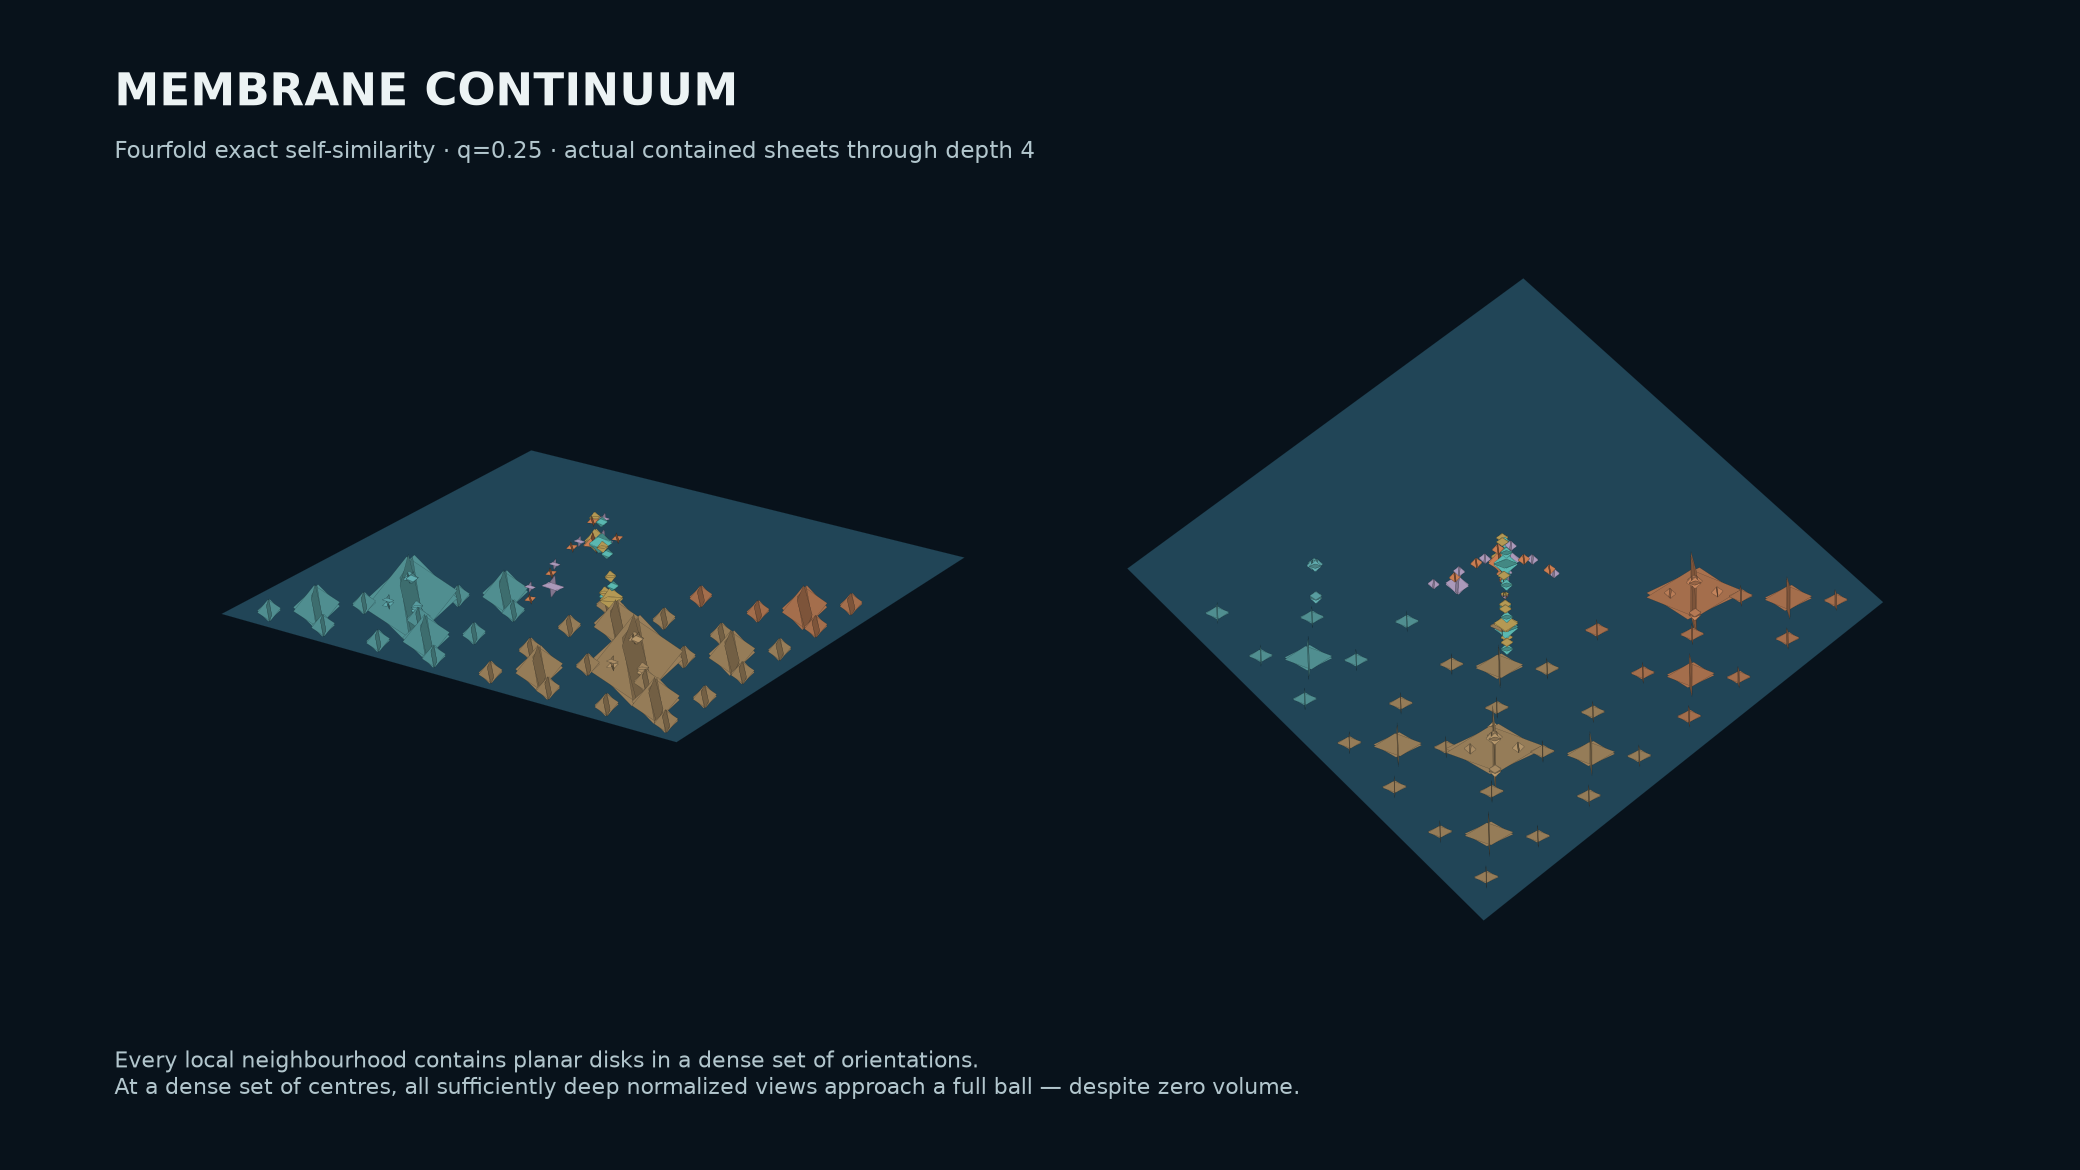 MEMBRANE CONTINUUM
Fourfold exact self-similarity · q=0.25 · actual contained sheets through depth 4
Every local neighbourhood contains planar disks in a dense set of orientations.
At a dense set of centres, all sufficiently deep normalized views approach a full ball — despite zero volume.